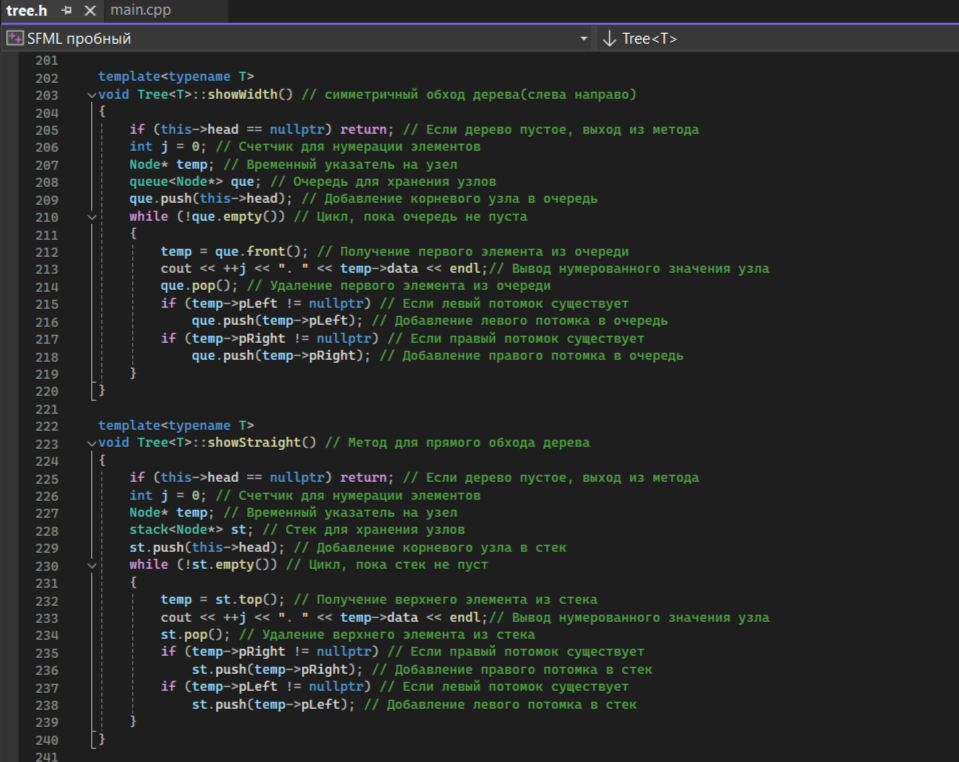 tree.h main.cpp
SFML пробный Tree<T>
201
202 template<typename T>
203 void Tree<T>::showWidth() // симметричный обход дерева(слева направо)
204 {
205 if (this->head == nullptr) return; // Если дерево пустое, выход из метода
206 int j = 0; // Счетчик для нумерации элементов
207 Node* temp; // Временный указатель на узел
208 queue<Node*> que; // Очередь для хранения узлов
209 que.push(this->head); // Добавление корневого узла в очередь
210 while (!que.empty()) // Цикл, пока очередь не пуста
211 {
212 temp = que.front(); // Получение первого элемента из очереди
213 cout << ++j << ". " << temp->data << endl;// Вывод нумерованного значения узла
214 que.pop(); // Удаление первого элемента из очереди
215 if (temp->pLeft != nullptr) // Если левый потомок существует
216 que.push(temp->pLeft); // Добавление левого потомка в очередь
217 if (temp->pRight != nullptr) // Если правый потомок существует
218 que.push(temp->pRight); // Добавление правого потомка в очередь
219 }
220 }
221
222 template<typename T>
223 void Tree<T>::showStraight() // Метод для прямого обхода дерева
224 {
225 if (this->head == nullptr) return; // Если дерево пустое, выход из метода
226 int j = 0; // Счетчик для нумерации элементов
227 Node* temp; // Временный указатель на узел
228 stack<Node*> st; // Стек для хранения узлов
229 st.push(this->head); // Добавление корневого узла в стек
230 while (!st.empty()) // Цикл, пока стек не пуст
231 {
232 temp = st.top(); // Получение верхнего элемента из стека
233 cout << ++j << ". " << temp->data << endl;// Вывод нумерованного значения узла
234 st.pop(); // Удаление верхнего элемента из стека
235 if (temp->pRight != nullptr) // Если правый потомок существует
236 st.push(temp->pRight); // Добавление правого потомка в стек
237 if (temp->pLeft != nullptr) // Если левый потомок существует
238 st.push(temp->pLeft); // Добавление левого потомка в стек
239 }
240 }
241